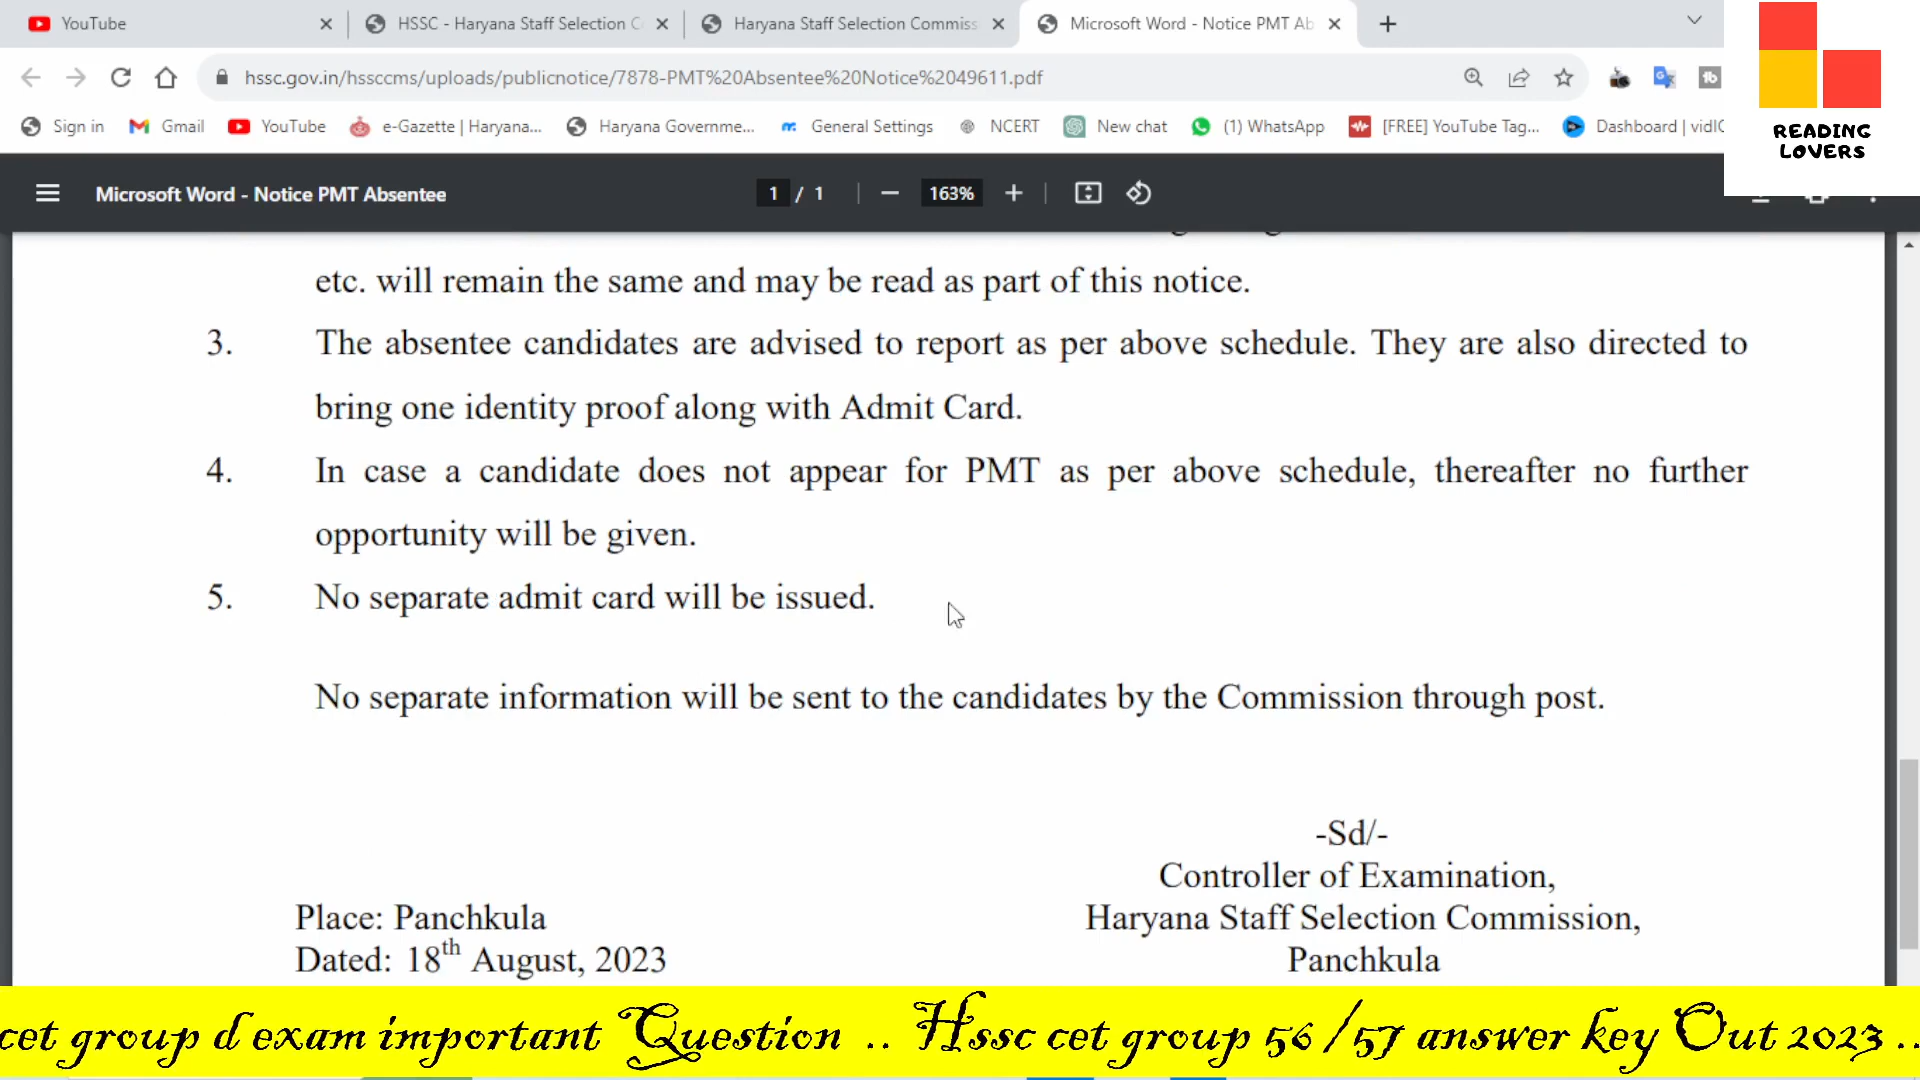 YouTube
HSSC - Haryana Staff Selection C
Haryana Staff Selection Commiss
Microsoft Word - Notice PMT Ab
hssc.gov.in/hssccms/uploads/publicnotice/7878-PMT%20Absentee%20Notice%2049611.pdf
Sign in Gmail YouTube e-Gazette | Haryana... Haryana Governme... General Settings NCERT New chat (1) WhatsApp [FREE] YouTube Tag... Dashboard | vidIC
READING
LOVERS
Microsoft Word - Notice PMT Absentee 1 / 1 163%
etc. will remain the same and may be read as part of this notice.
3. The absentee candidates are advised to report as per above schedule. They are also directed to
bring one identity proof along with Admit Card.
4. In case a candidate does not appear for PMT as per above schedule, thereafter no further
opportunity will be given.
5. No separate admit card will be issued.
No separate information will be sent to the candidates by the Commission through post.
-Sd/-
Controller of Examination,
Place: Panchkula Haryana Staff Selection Commission,
Dated: 18th August, 2023 Panchkula
cet group d exam important Question .. Hssc cet group 56/57 answer key Out 2023 ..